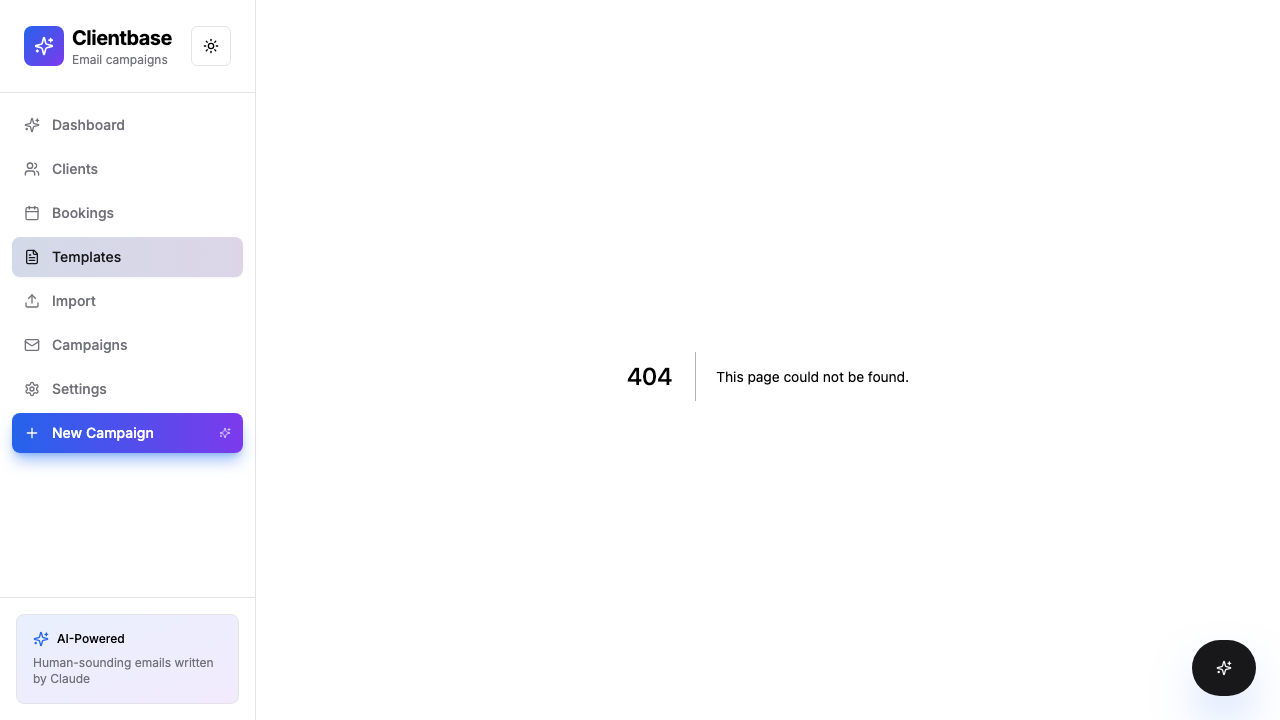 Clientbase
Email campaigns
Dashboard
Clients
Bookings
Templates
Import
Campaigns
Settings
New Campaign
404
This page could not be found.
AI-Powered
Human-sounding emails written
by Claude